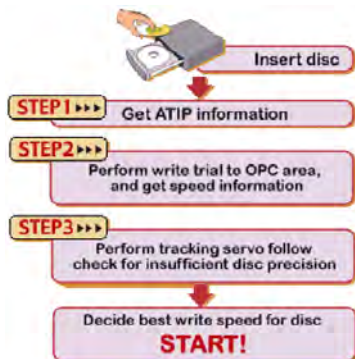 Insert disc
STEP1 ▸▸▸
Get ATIP information
STEP2 ▸▸▸
Perform write trial to OPC area,
and get speed information
STEP3 ▸▸▸
Perform tracking servo follow
check for insufficient disc precision
Decide best write speed for disc
START!